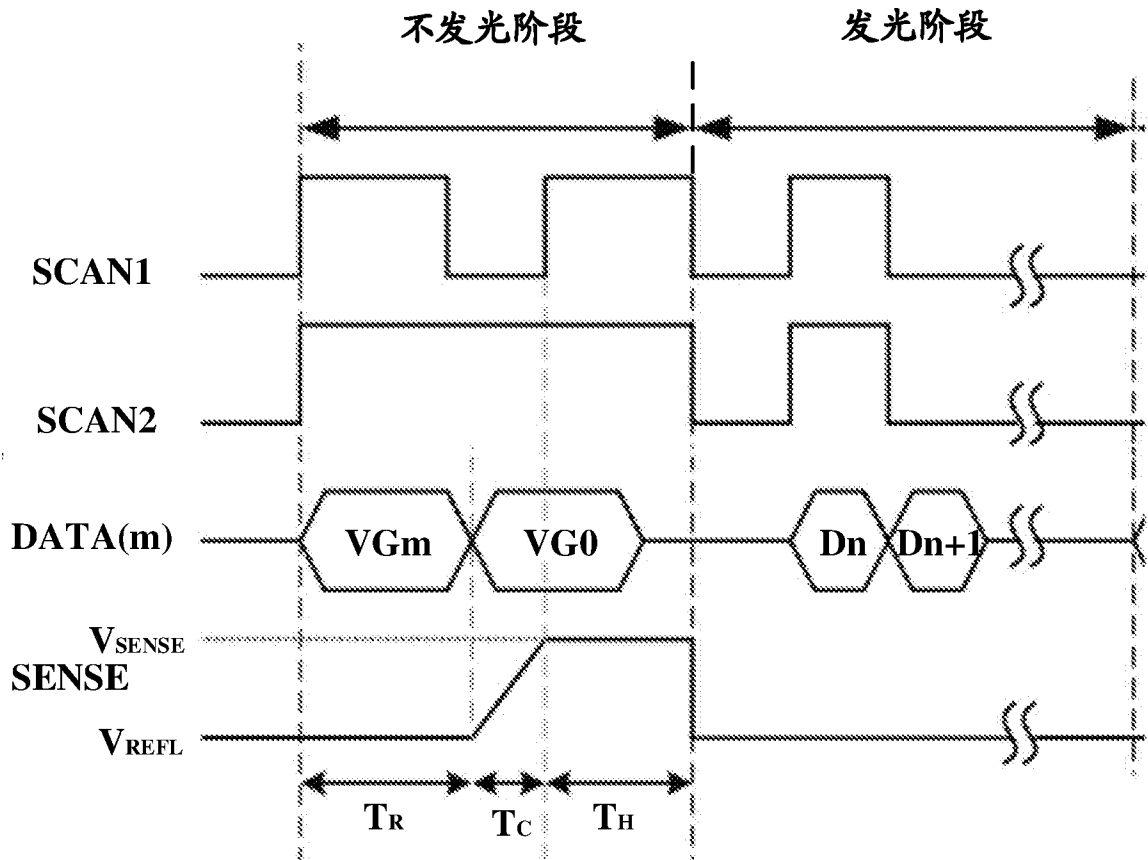 不发光阶段 发光阶段
SCAN1
SCAN2
DATA(m) VGm VG0 Dn Dn+1
VSENSE
SENSE
VREFL
TR TC TH